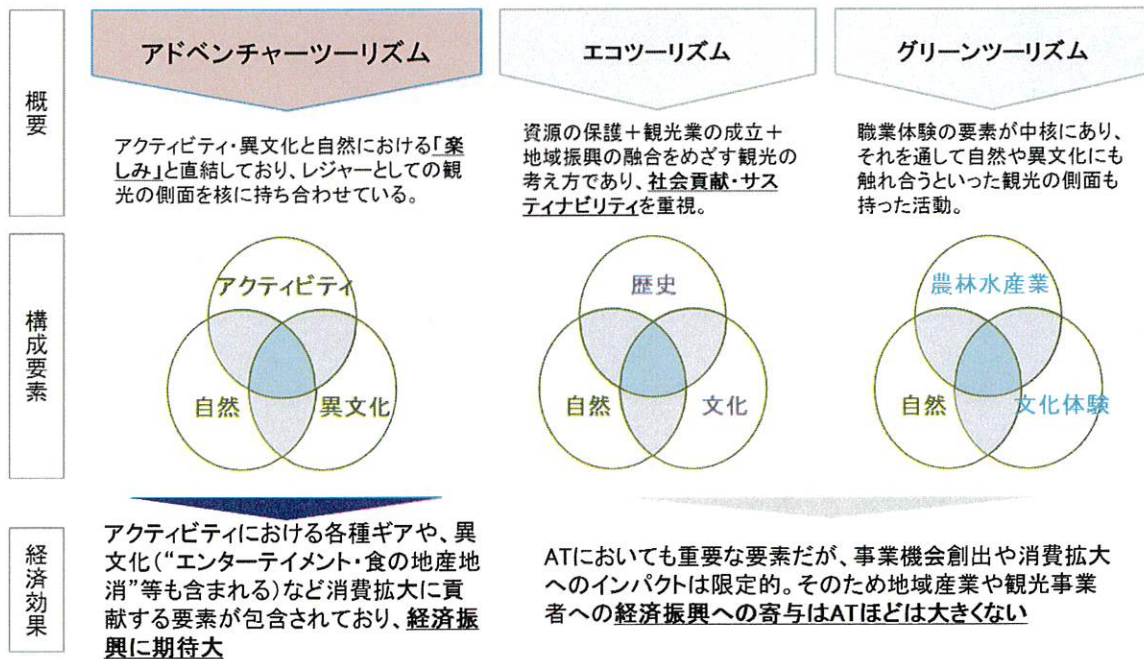 概要
アドベンチャーツーリズム
アクティビティ・異文化と自然における「楽
しみ」と直結しており、レジャーとしての観
光の側面を核に持ち合わせている。
エコツーリズム
資源の保護＋観光業の成立＋
地域振興の融合をめざす観光の
考え方であり、社会貢献・サス
ティナビリティを重視。
グリーンツーリズム
職業体験の要素が中核にあり、
それを通して自然や異文化にも
触れ合うといった観光の側面も
持った活動。
構成要素
アクティビティ
自然
異文化
歴史
自然
文化
農林水産業
自然
文化体験
経済効果
アクティビティにおける各種ギアや、異
文化（“エンターテイメント・食の地産地
消”等も含まれる）など消費拡大に貢
献する要素が包含されており、経済振
興に期待大
ATにおいても重要な要素だが、事業機会創出や消費拡大
へのインパクトは限定的。そのため地域産業や観光事業
者への経済振興への寄与はATほどは大きくない